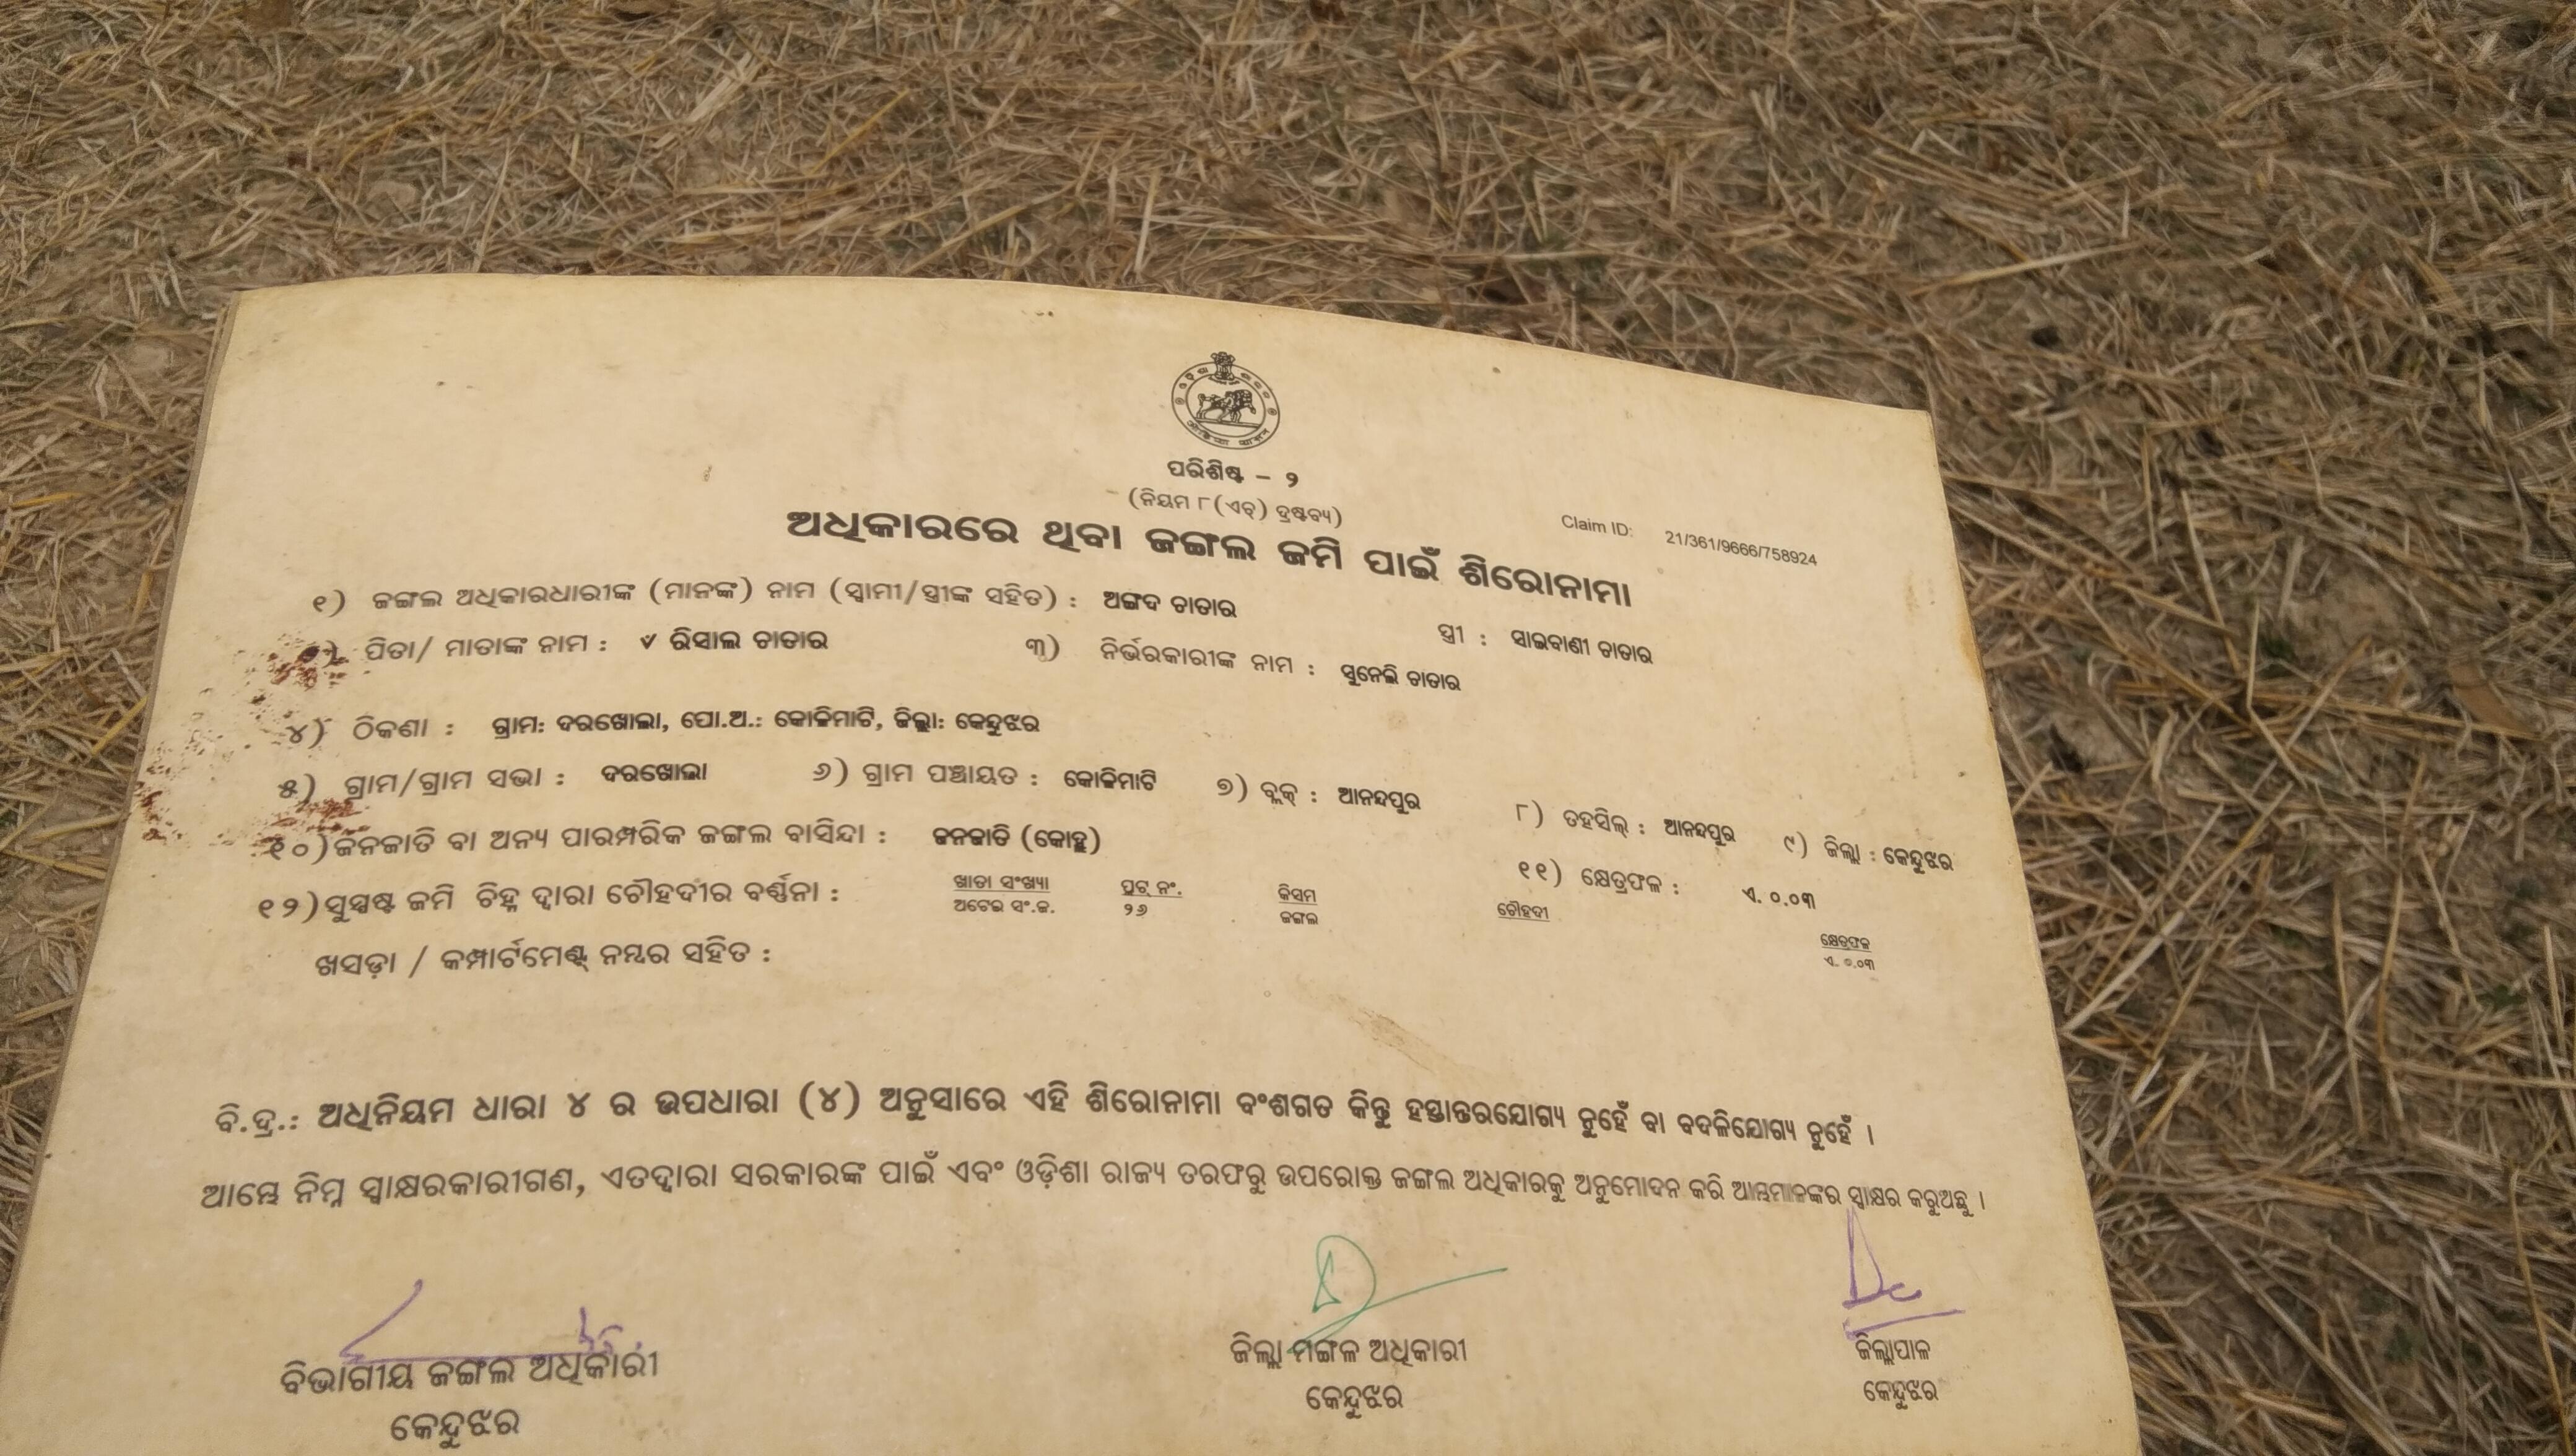 ପରିଶିଷ୍ଟ – ୨
(ନିୟମ ୮(ଏଚ୍) ଦ୍ରଷ୍ଟବ୍ୟ)
Claim ID: 21/361/9666/758924
ଅଧିକାରରେ ଥିବା ଜଙ୍ଗଲ ଜମି ପାଇଁ ଶିରୋନାମା
୧) ଜଙ୍ଗଲ ଅଧିକାରଧାରୀଙ୍କ (ମାନଙ୍କ) ନାମ (ସ୍ୱାମୀ/ସ୍ତ୍ରୀଙ୍କ ସହିତ) : ଅଙ୍ଗଦ ଚାତାର ସ୍ତ୍ରୀ : ସାଇବାଣୀ ଚାତାର
ପିତା/ ମାତାଙ୍କ ନାମ : ରିସାଲ ଚାତାର ୩) ନିର୍ଭରକାରୀଙ୍କ ନାମ : ସୁନେଲି ଚାତାର
୪) ଠିକଣା : ଗ୍ରାମ: ଦରଖୋଲା, ପୋ.ଅ.: କୋଡିମାଟି, ଜିଲ୍ଲା: କେନ୍ଦୁଝର
୫) ଗ୍ରାମ/ଗ୍ରାମ ସଭା : ଦରଖୋଲା ୬) ଗ୍ରାମ ପଞ୍ଚାୟତ : କୋଡିମାଟି ୭) ବ୍ଲକ୍ : ଆନନ୍ଦପୁର ୮) ତହସିଲ୍ : ଆନନ୍ଦପୁର ୯) ଜିଲ୍ଲା : କେନ୍ଦୁଝର
୧୦) ଜନଜାତି ବା ଅନ୍ୟ ପାରମ୍ପରିକ ଜଙ୍ଗଲ ବାସିନ୍ଦା : ଜନଜାତି (କୋହ୍ଲ) ୧୧) କ୍ଷେତ୍ରଫଳ : ଏ. ୦.୦୩
୧୨) ସୁସ୍ପଷ୍ଟ ଜମି ଚିହ୍ନ ଦ୍ୱାରା ଚୌହଦୀର ବର୍ଣ୍ଣନା : ଖାତା ସଂଖ୍ୟା ପ୍ଲଟ୍ ନଂ. କିସମ ଚୌହଦୀ କ୍ଷେତ୍ରଫଳ
ଅଟେଇ ସଂ.ଜ. ୨୬ ଜଙ୍ଗଲ ଏ. ୦.୦୩
ଖସଡ଼ା / କମ୍ପାର୍ଟମେଣ୍ଟ୍ ନମ୍ବର ସହିତ :
ବି.ଦ୍ର.: ଅଧିନିୟମ ଧାରା ୪ ର ଉପଧାରା (୪) ଅନୁସାରେ ଏହି ଶିରୋନାମା ବଂଶଗତ କିନ୍ତୁ ହସ୍ତାନ୍ତରଯୋଗ୍ୟ ନୁହେଁ ବା ବଦଳିଯୋଗ୍ୟ ନୁହେଁ ।
ଆମ୍ଭେ ନିମ୍ନ ସ୍ୱାକ୍ଷରକାରୀଗଣ, ଏତଦ୍ୱାରା ସରକାରଙ୍କ ପାଇଁ ଏବଂ ଓଡ଼ିଶା ରାଜ୍ୟ ତରଫରୁ ଉପରୋକ୍ତ ଜଙ୍ଗଲ ଅଧିକାରକୁ ଅନୁମୋଦନ କରି ଆମ୍ଭମାନଙ୍କର ସ୍ୱାକ୍ଷର କରୁଅଛୁ ।
ବିଭାଗୀୟ ଜଙ୍ଗଲ ଅଧିକାରୀ ଜିଲ୍ଲା ମଙ୍ଗଳ ଅଧିକାରୀ ଜିଲ୍ଲାପାଳ
କେନ୍ଦୁଝର କେନ୍ଦୁଝର କେନ୍ଦୁଝର